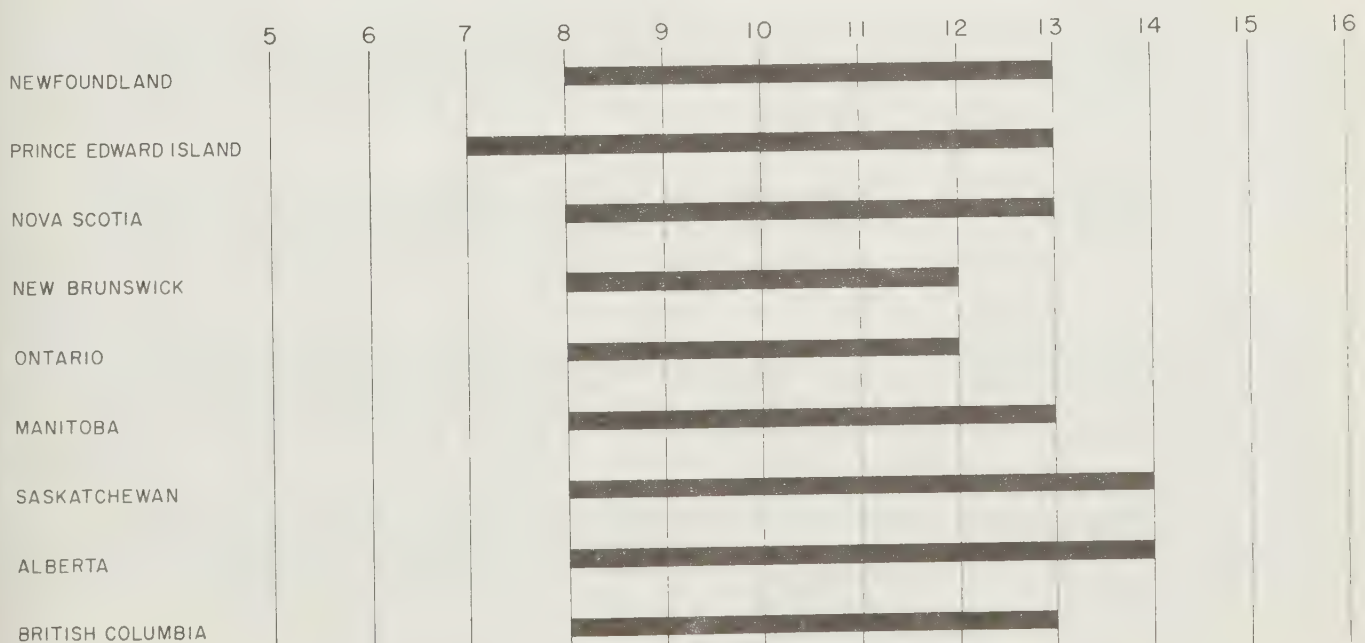 5 6 7 8 9 10 11 12 13 14 15 16
NEWFOUNDLAND
PRINCE EDWARD ISLAND
NOVA SCOTIA
NEW BRUNSWICK
ONTARIO
MANITOBA
SASKATCHEWAN
ALBERTA
BRITISH COLUMBIA